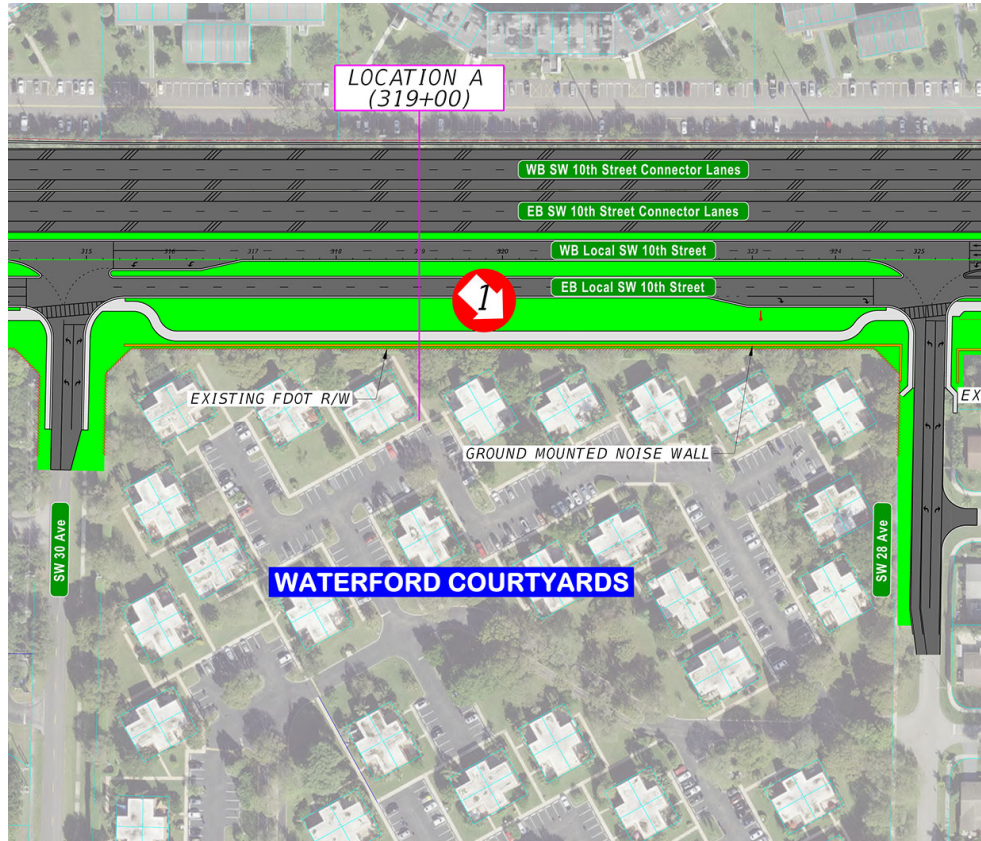 LOCATION A
(319+00)
WB SW 10th Street Connector Lanes
EB SW 10th Street Connector Lanes
WB Local SW 10th Street
315
316
317
318
319
320
323
324
325
EB Local SW 10th Street
1
EXISTING FDOT R/W
EX
GROUND MOUNTED NOISE WALL
SW 30 Ave
SW 28 Ave
WATERFORD COURTYARDS